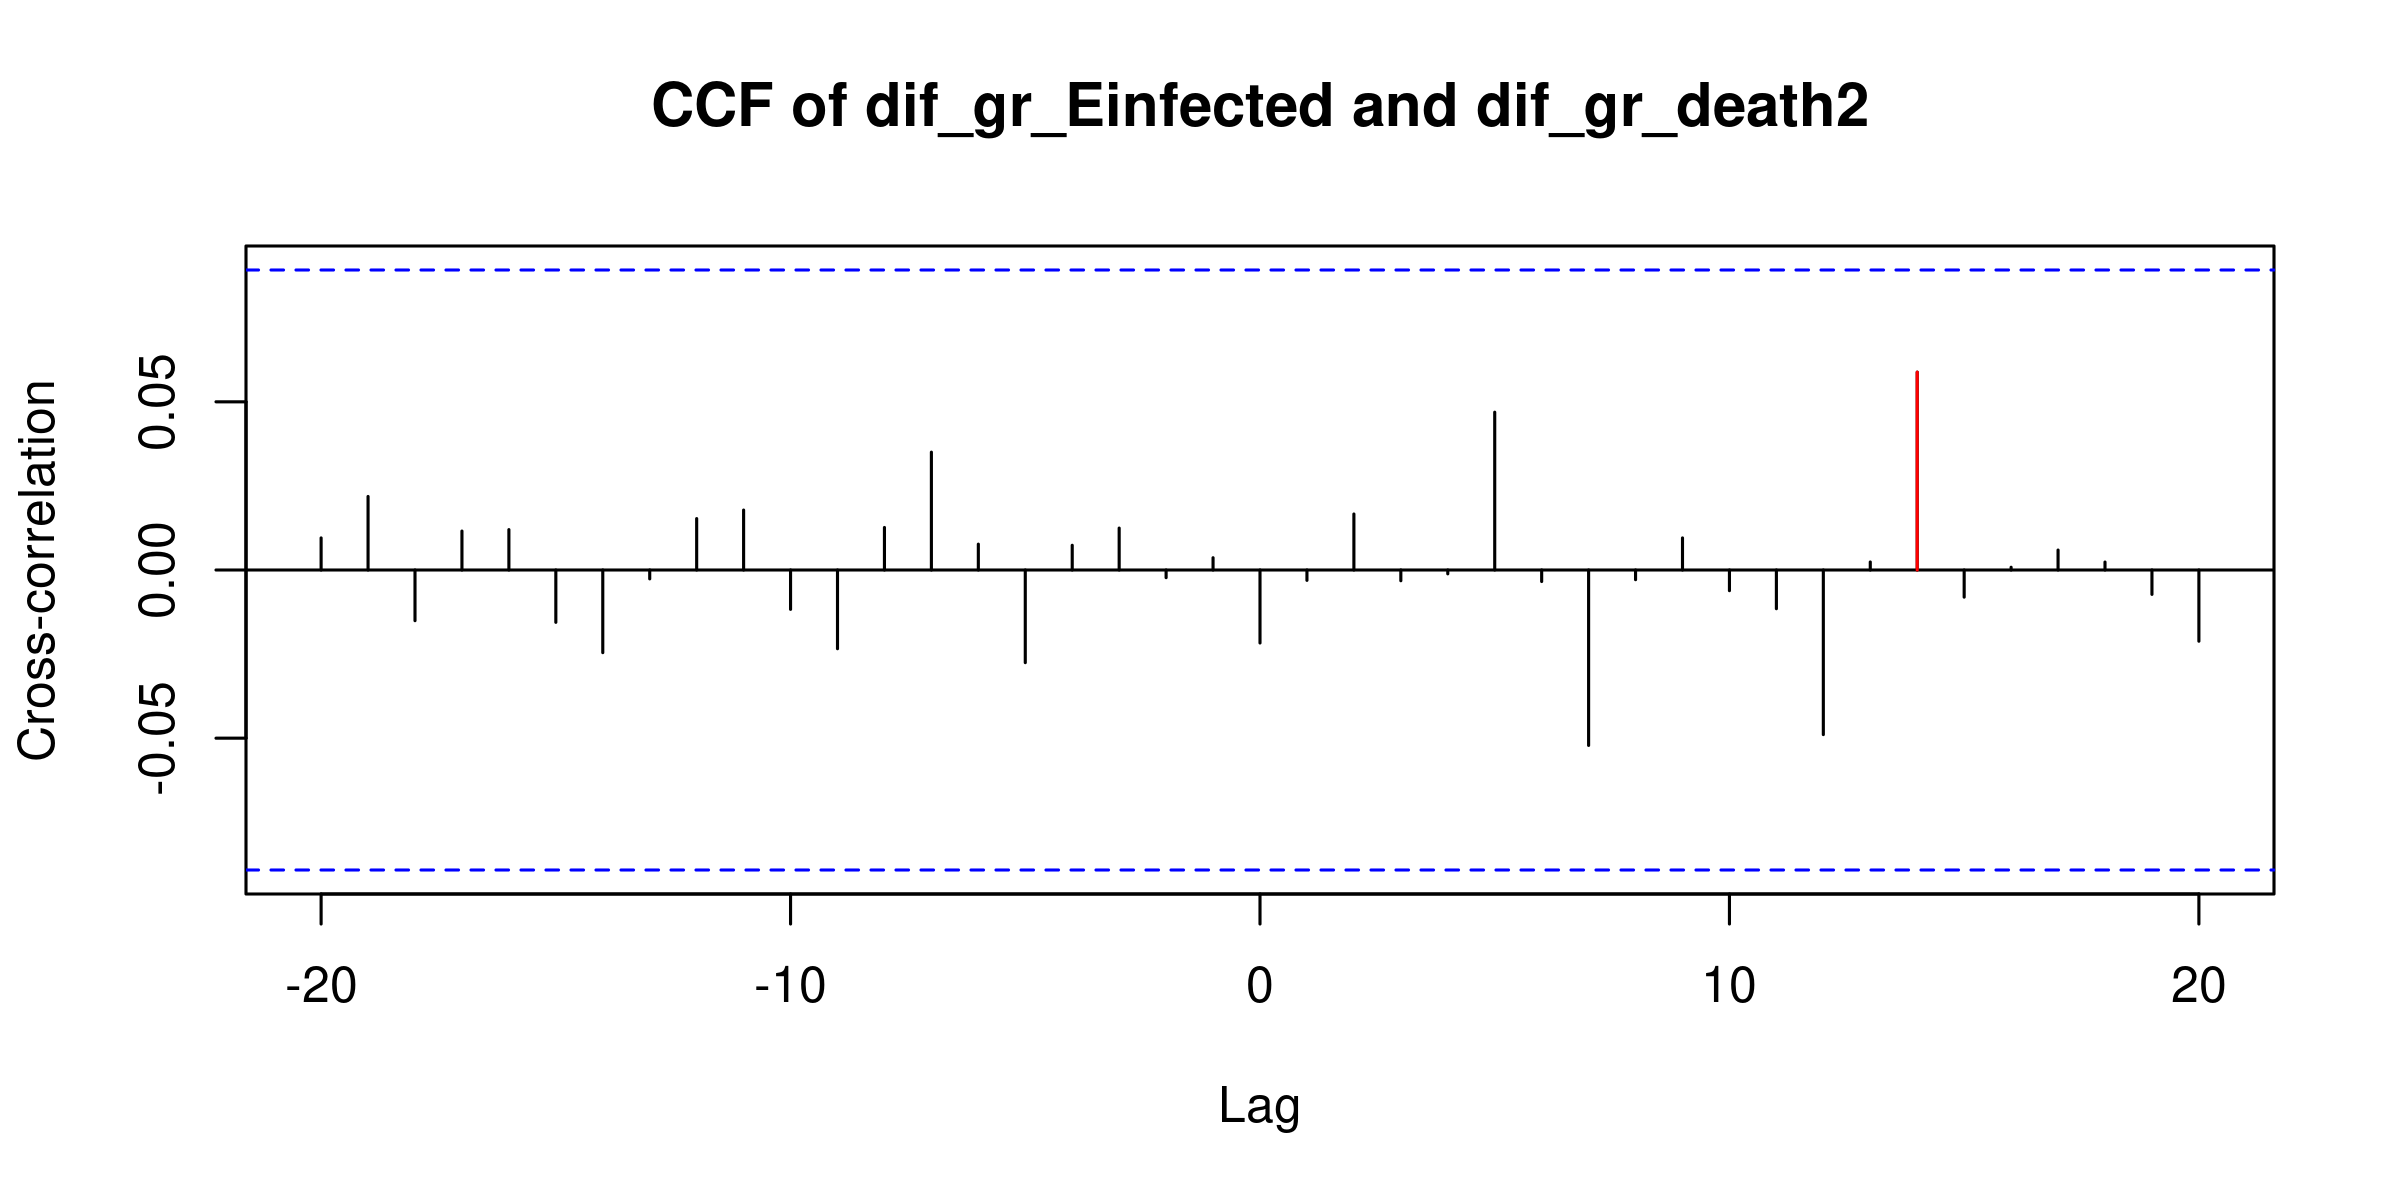 CCF of dif_gr_Einfected and dif_gr_death2
Cross-correlation
0.05
0.00
-0.05
-20 -10 0 10 20
Lag